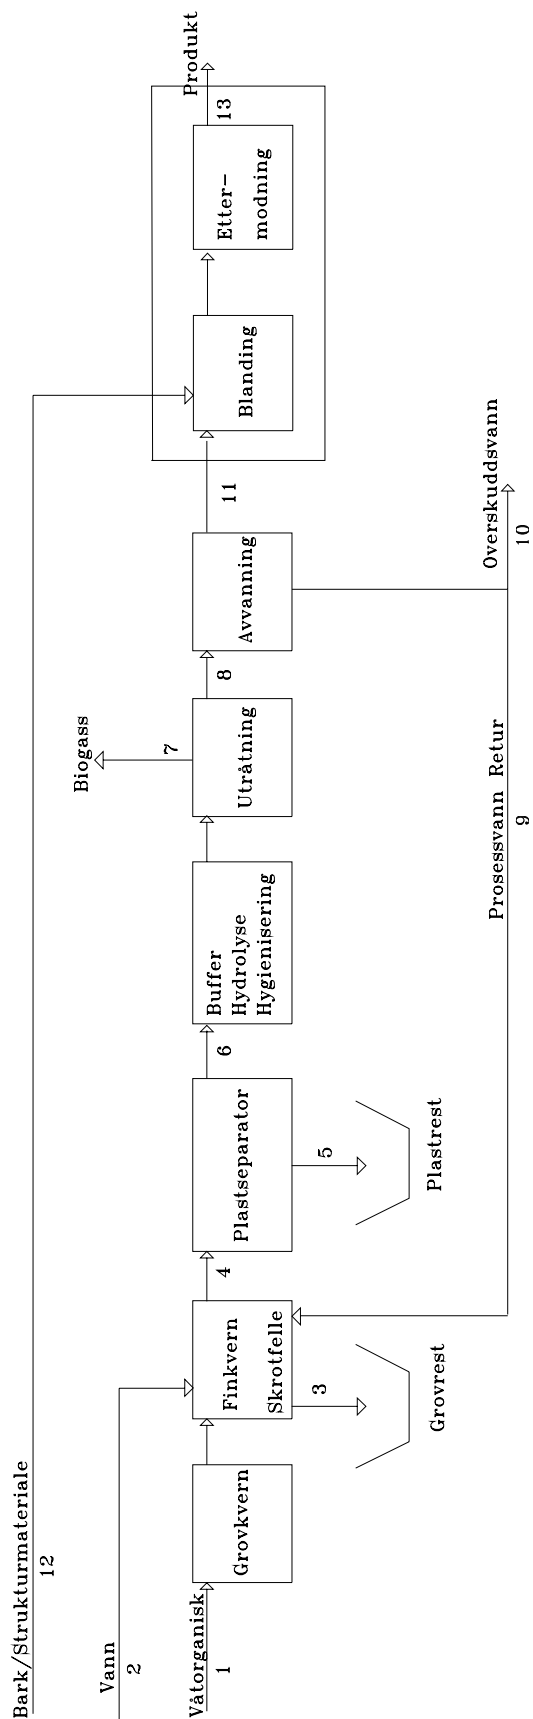 Bark/Strukturmateriale
12
Vann
2
Våtorganisk
1
Grovkvern
Finkvern
Skrotfelle
3
Grovrest
4
Plastseparator
5
Plastrest
6
Buffer
Hydrolyse
Hygienisering
Utråtning
7
Biogass
8
Avvanning
Prosessvann Retur
9
Overskuddsvann
10
11
Blanding
Etter-
modning
13
Produkt